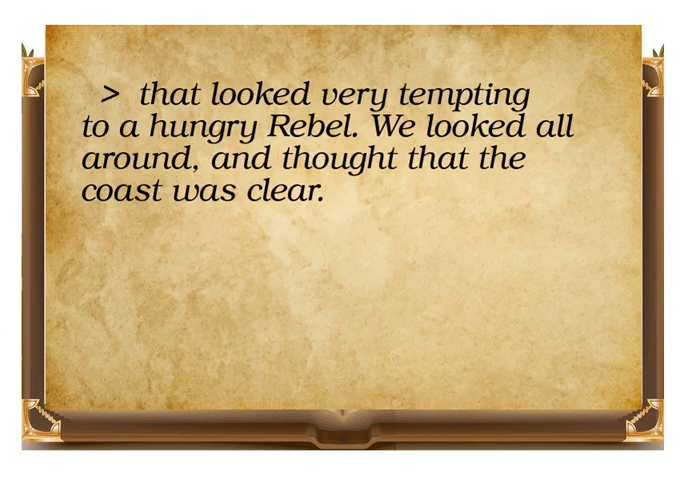 > that looked very tempting
to a hungry Rebel. We looked all
around, and thought that the
coast was clear.